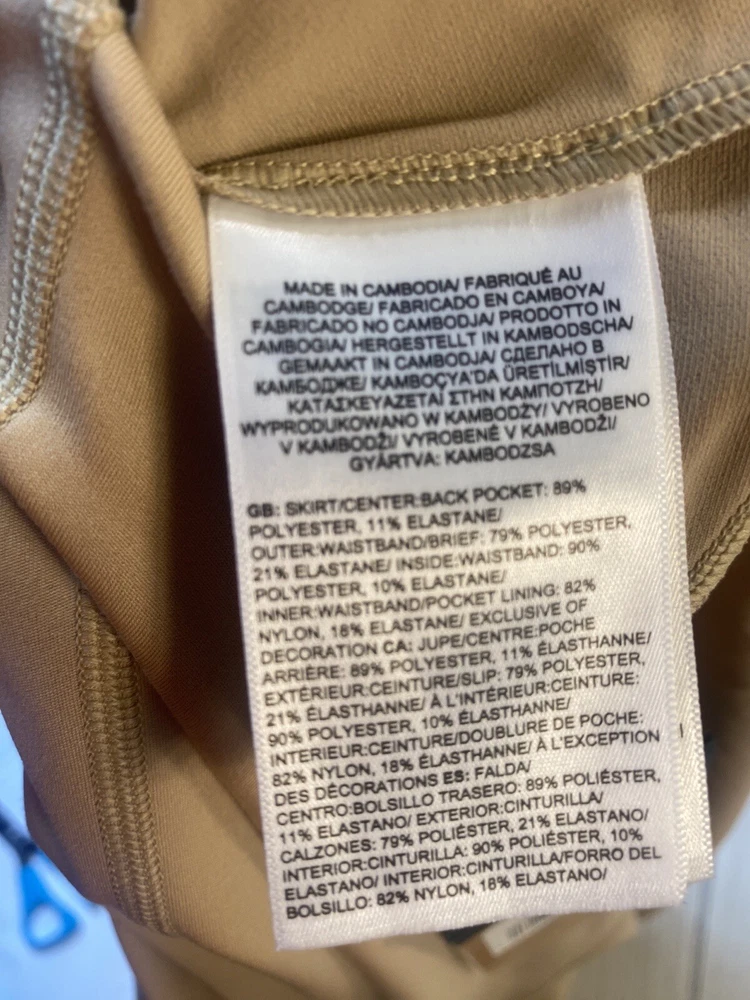 MADE IN CAMBODIA/ FABRIQUÉ AU
CAMBODGE/ FABRICADO EN CAMBOYA/
FABRICADO NO CAMBODJA/ PRODOTTO IN
CAMBOGIA/ HERGESTELLT IN KAMBODSCHA/
GEMAAKT IN CAMBODJA/ СДЕЛАНО В
КАМБОДЖЕ/ KAMBOÇYA'DA ÜRETİLMİŞTİR/
ΚΑΤΑΣΚΕΥΑΖΕΤΑΙ ΣΤΗΝ ΚΑΜΠΟΤΖΗ/
WYPRODUKOWANO W KAMBODŻY/ VYROBENO
V KAMBODŽI/ VYROBENÉ V KAMBODŽI/
GYÁRTVA: KAMBODZSA
GB: SKIRT/CENTER:BACK POCKET: 89%
POLYESTER, 11% ELASTANE/
OUTER:WAISTBAND/BRIEF: 79% POLYESTER,
21% ELASTANE/ INSIDE:WAISTBAND: 90%
POLYESTER, 10% ELASTANE/
INNER:WAISTBAND/POCKET LINING: 82%
NYLON, 18% ELASTANE/ EXCLUSIVE OF
DECORATION CA: JUPE/CENTRE:POCHE
ARRIÈRE: 89% POLYESTER, 11% ÉLASTHANNE/
EXTÉRIEUR:CEINTURE/SLIP: 79% POLYESTER,
21% ÉLASTHANNE/ À L'INTÉRIEUR:CEINTURE:
90% POLYESTER, 10% ÉLASTHANNE/
INTERIEUR:CEINTURE/DOUBLURE DE POCHE:
82% NYLON, 18% ÉLASTHANNE/ À L'EXCEPTION
DES DÉCORATIONS ES: FALDA/
CENTRO:BOLSILLO TRASERO: 89% POLIÉSTER,
11% ELASTANO/ EXTERIOR:CINTURILLA/
CALZONES: 79% POLIÉSTER, 21% ELASTANO/
INTERIOR:CINTURILLA: 90% POLIÉSTER, 10%
ELASTANO/ INTERIOR:CINTURILLA/FORRO DEL
BOLSILLO: 82% NYLON, 18% ELASTANO/